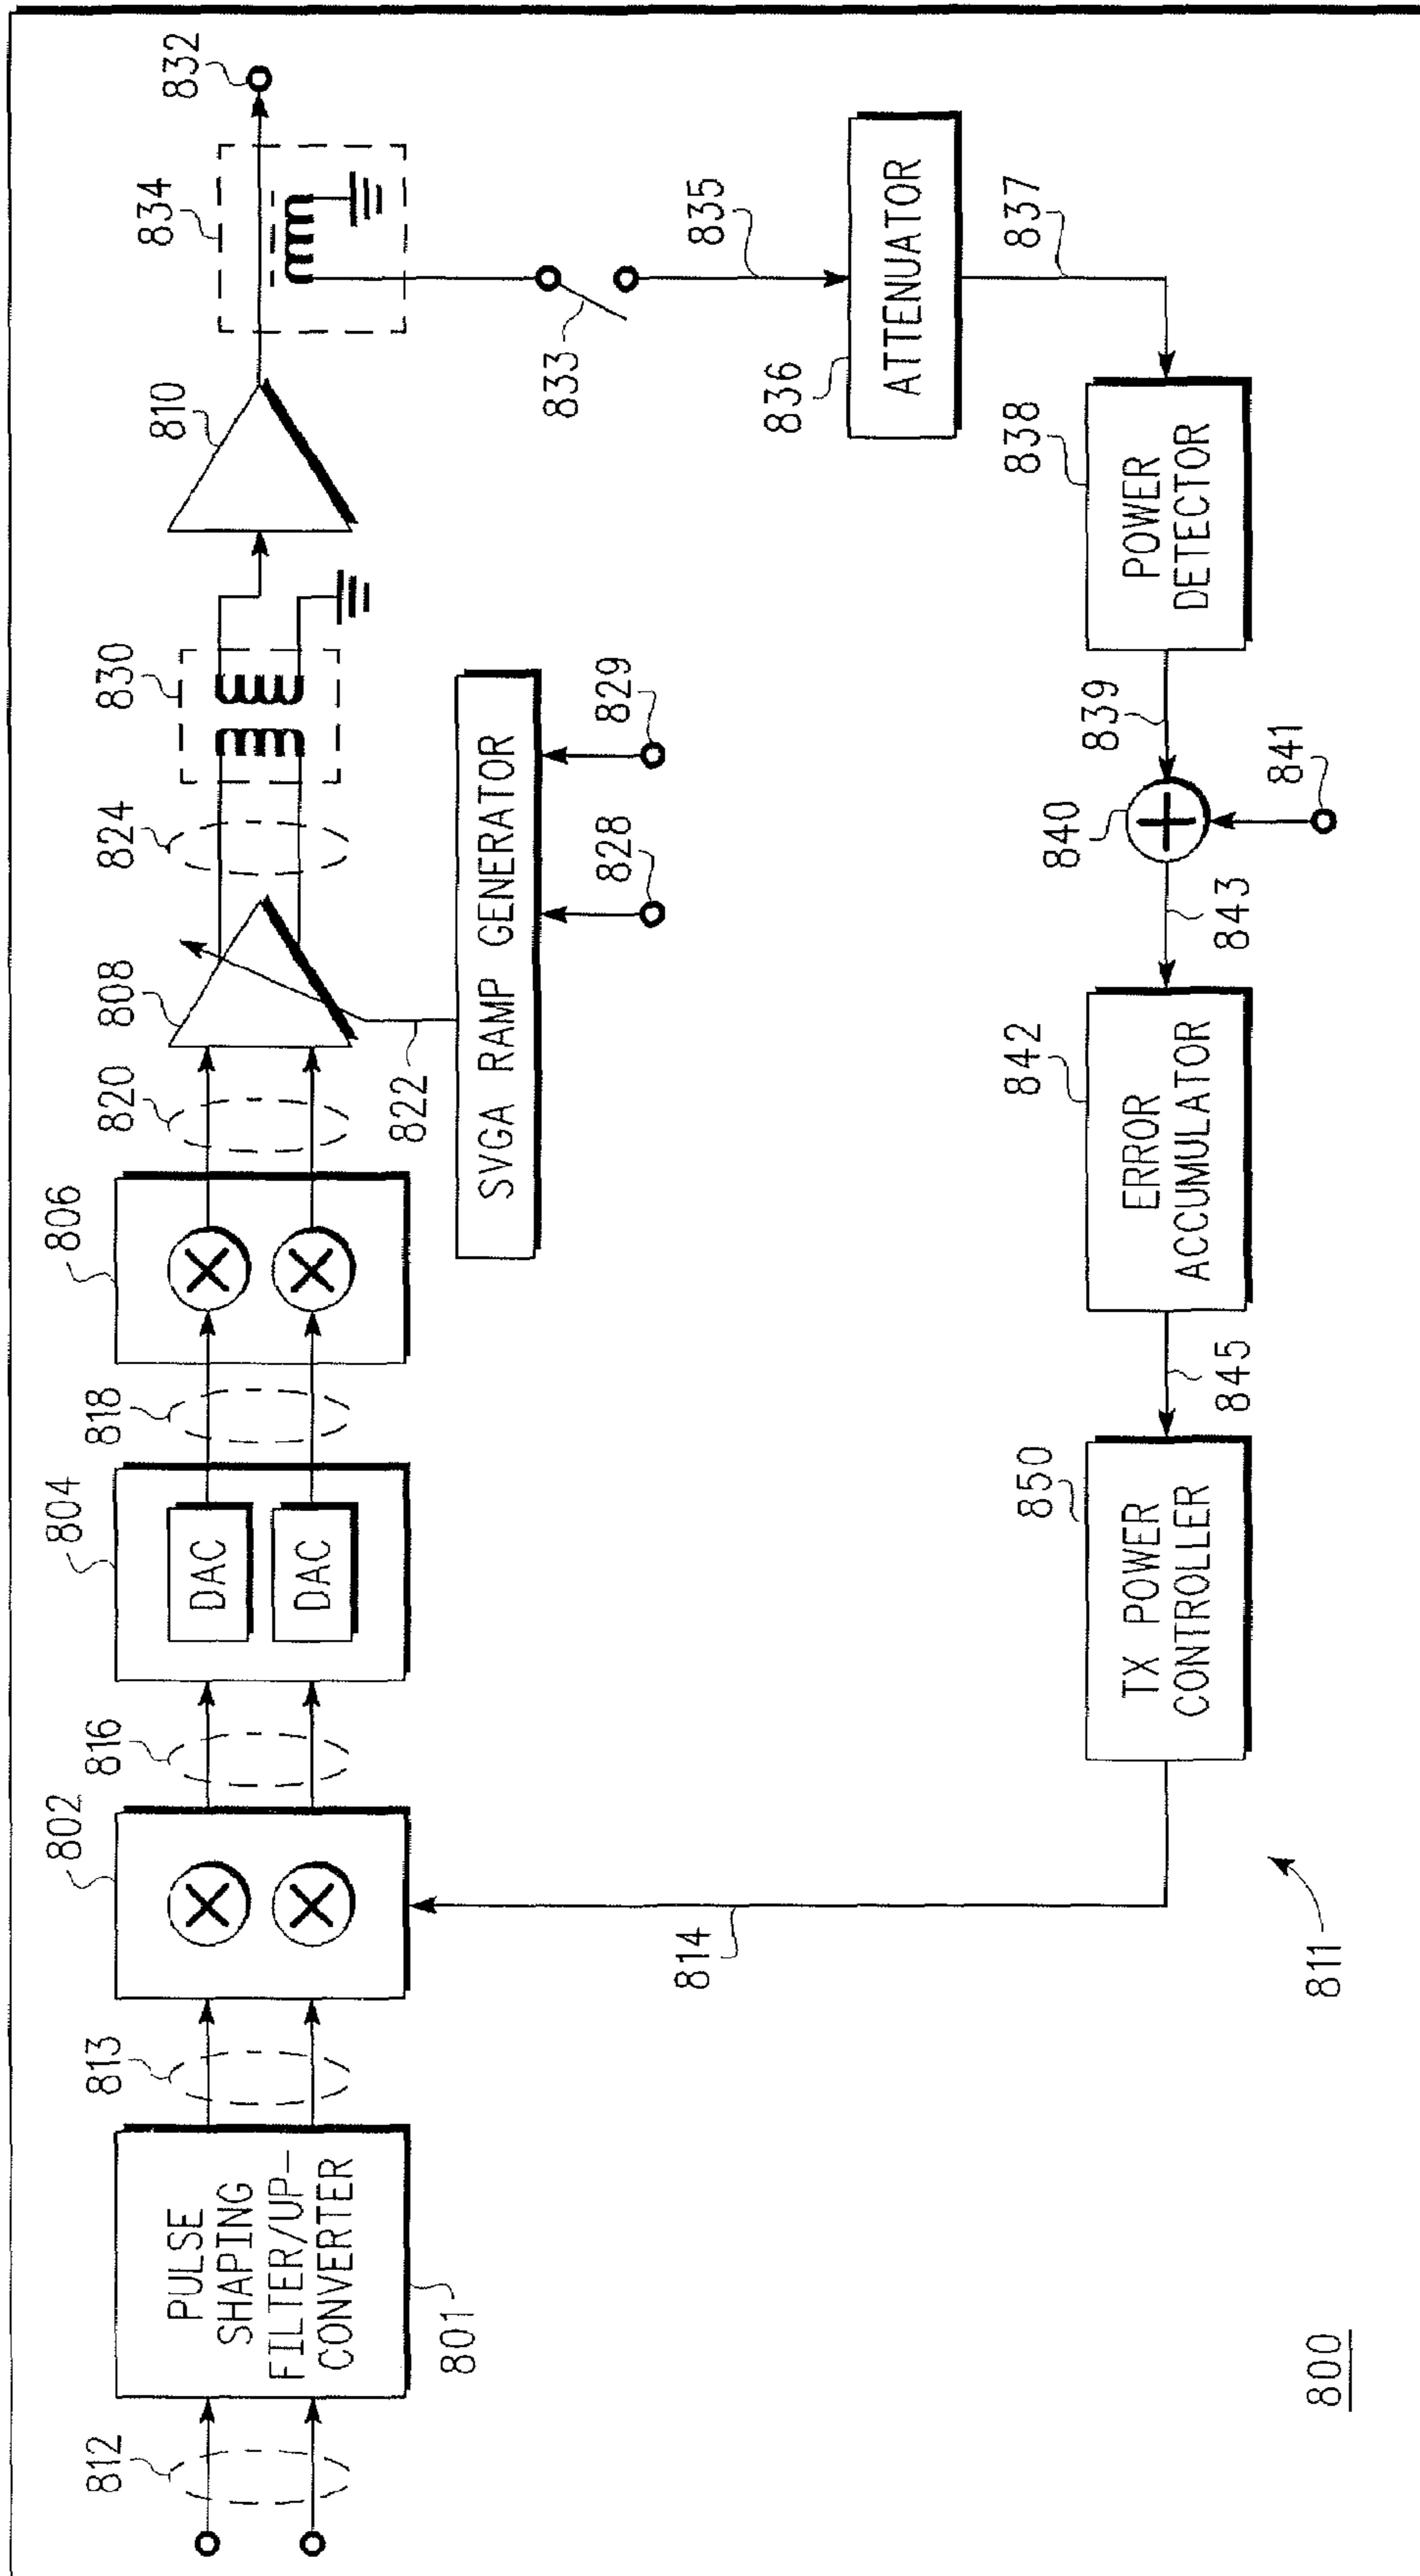 806
804
802
830
834
832
824
808
820
818
816
813
812
810
DAC
DAC
PULSE
SHAPING
FILTER/UP-
CONVERTER
801
822
SVGA RAMP GENERATOR
828
829
833
835
814
836
ATTENUATOR
837
850
TX POWER
CONTROLLER
842
ERROR
ACCUMULATOR
840
839
838
POWER
DETECTOR
845
843
841
811
800